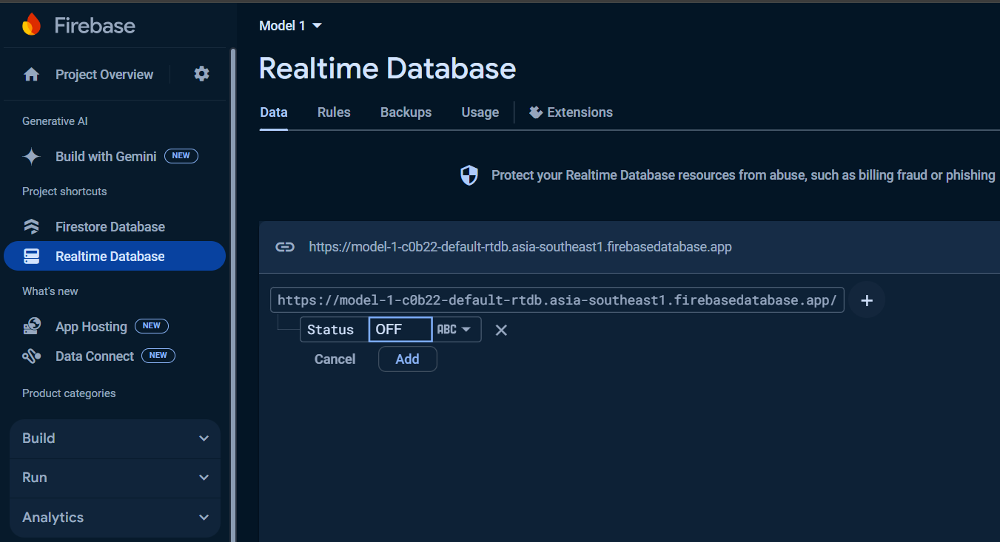 Firebase
Project Overview
Generative AI
Build with Gemini NEW
Project shortcuts
Firestore Database
Realtime Database
What's new
App Hosting NEW
Data Connect NEW
Product categories
Build
Run
Analytics
Model 1
Realtime Database
Data Rules Backups Usage Extensions
Protect your Realtime Database resources from abuse, such as billing fraud or phishing
https://model-1-c0b22-default-rtdb.asia-southeast1.firebasedatabase.app
https://model-1-c0b22-default-rtdb.asia-southeast1.firebasedatabase.app/
Status OFF ABC
Cancel Add